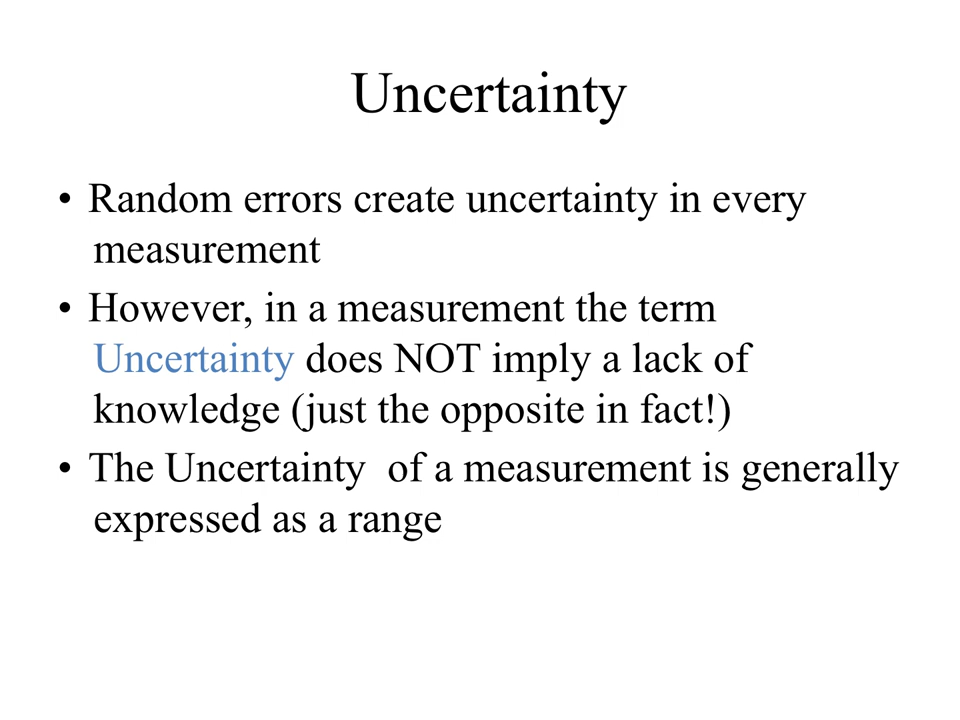 Uncertainty
• Random errors create uncertainty in every
measurement
• However, in a measurement the term
Uncertainty does NOT imply a lack of
knowledge (just the opposite in fact!)
• The Uncertainty  of a measurement is generally
expressed as a range